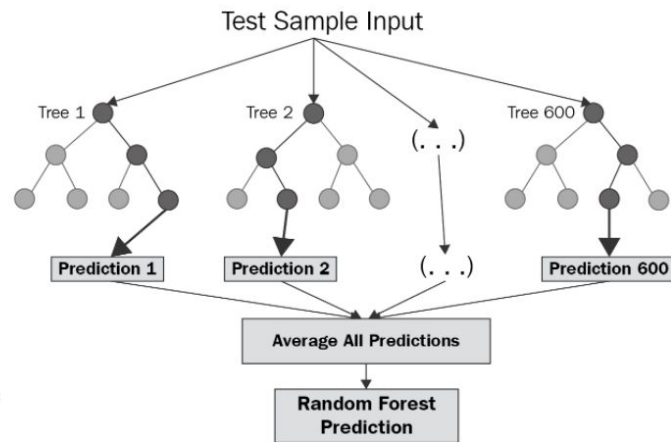 Test Sample Input
Tree 1
Tree 2
(. . .)
Tree 600
Prediction 1
Prediction 2
(. . .)
Prediction 600
Average All Predictions
Random Forest
Prediction